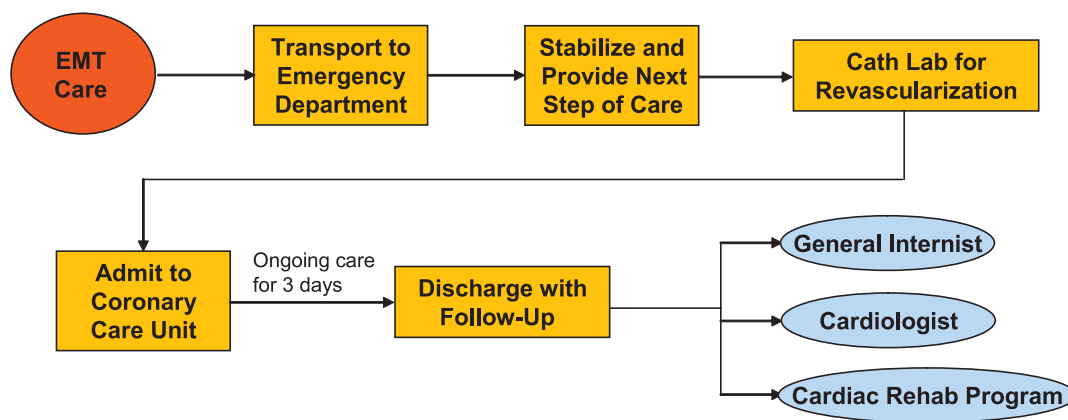 EMT
Care
Transport to
Emergency
Department
Stabilize and
Provide Next
Step of Care
Cath Lab for
Revascularization
Admit to
Coronary
Care Unit
Ongoing care
for 3 days
Discharge with
Follow-Up
General Internist
Cardiologist
Cardiac Rehab Program